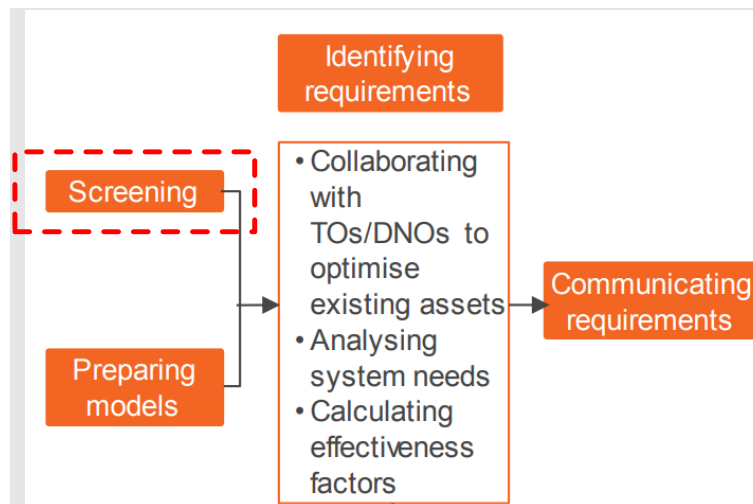 Identifying
requirements
Screening
Preparing
models
• Collaborating
with
TOs/DNOs to
optimise
existing assets
• Analysing
system needs
• Calculating
effectiveness
factors
Communicating
requirements